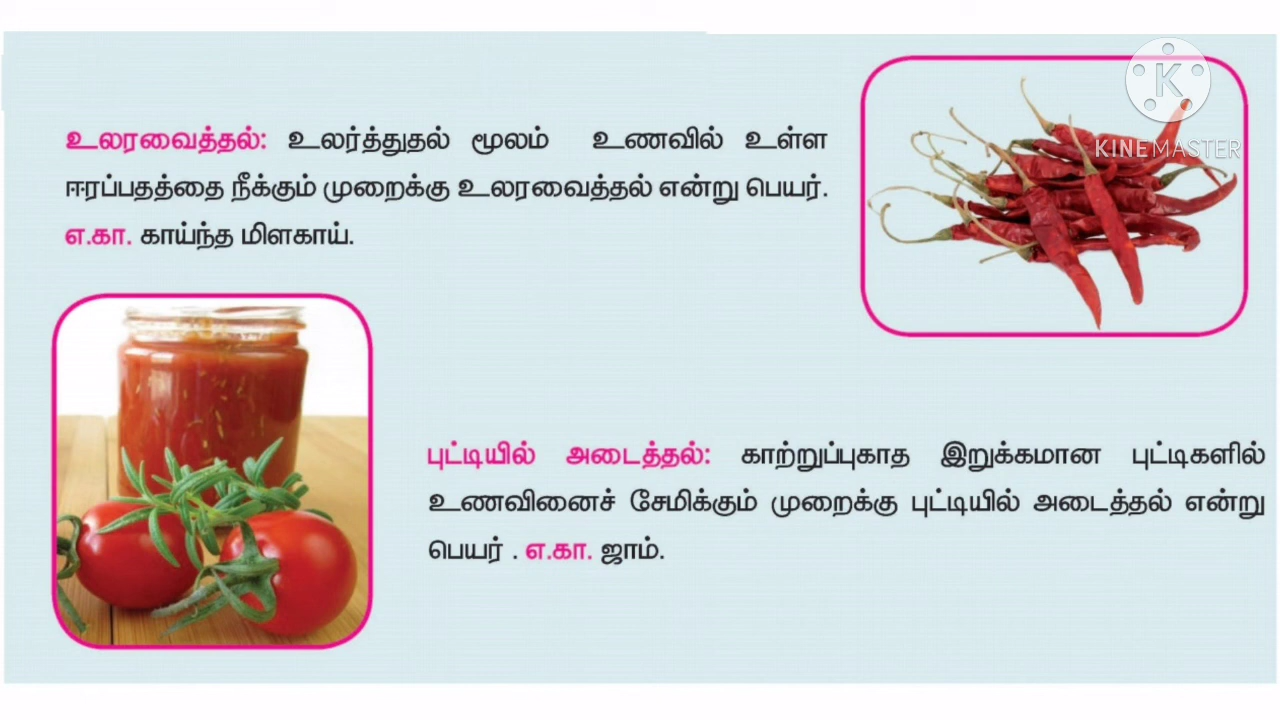 உலரவைத்தல்: உலர்த்துதல் மூலம் உணவில் உள்ள
ஈரப்பதத்தை நீக்கும் முறைக்கு உலரவைத்தல் என்று பெயர்.
எ.கா. காய்ந்த மிளகாய்.
K
KINEMASTER
புட்டியில் அடைத்தல்: காற்றுப்புகாத இறுக்கமான புட்டிகளில்
உணவினைச் சேமிக்கும் முறைக்கு புட்டியில் அடைத்தல் என்று
பெயர் . எ.கா. ஜாம்.